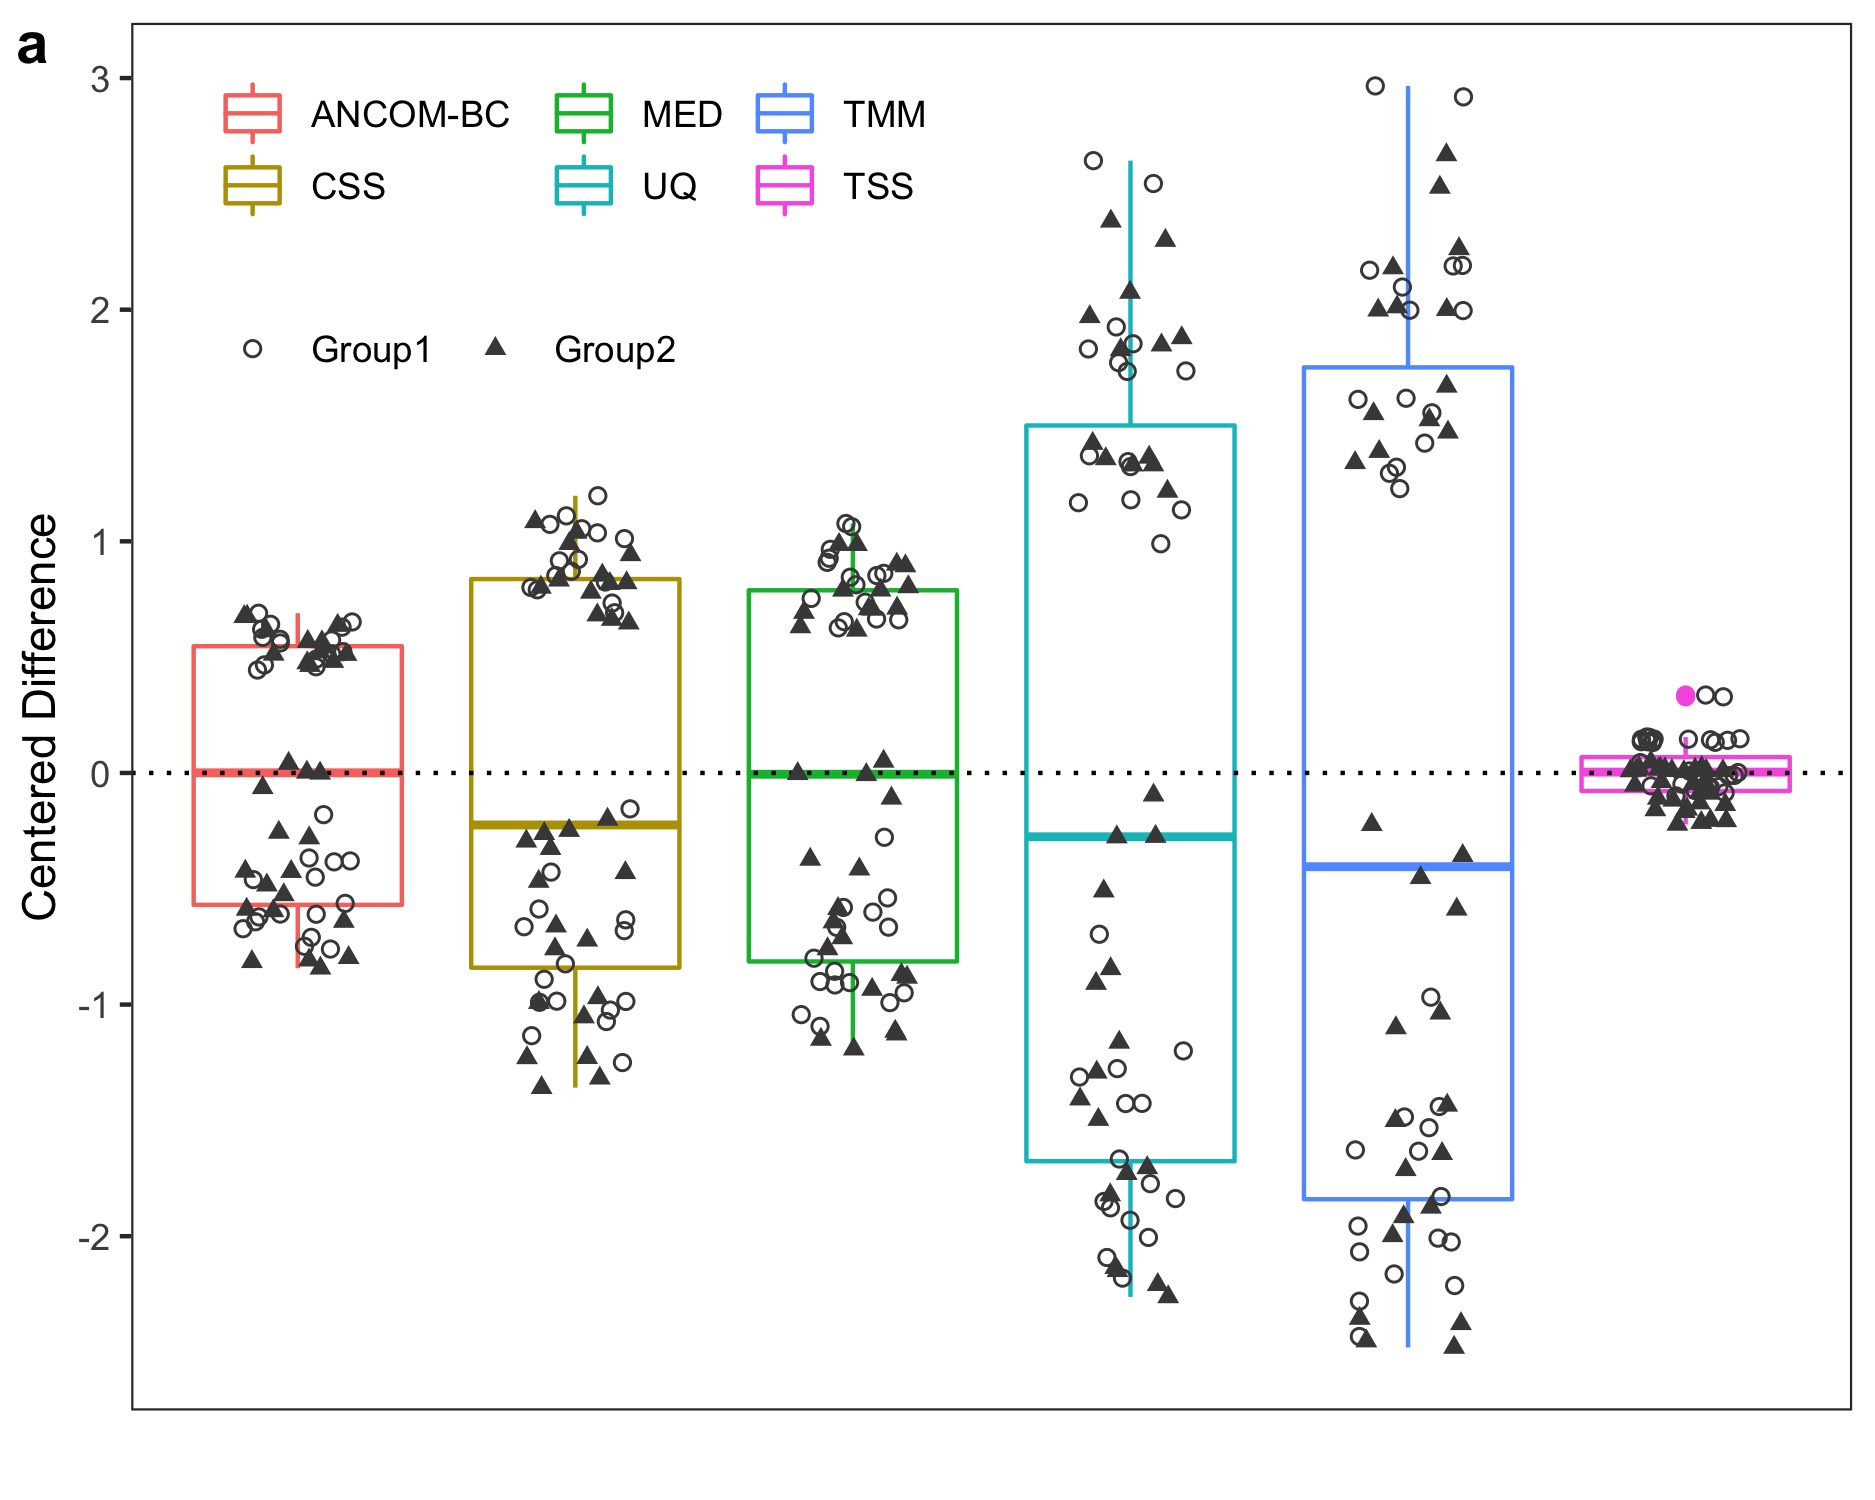 a
3
2
1
0
-1
-2
Centered Difference
ANCOM-BC MED TMM
CSS UQ TSS
Group1 Group2